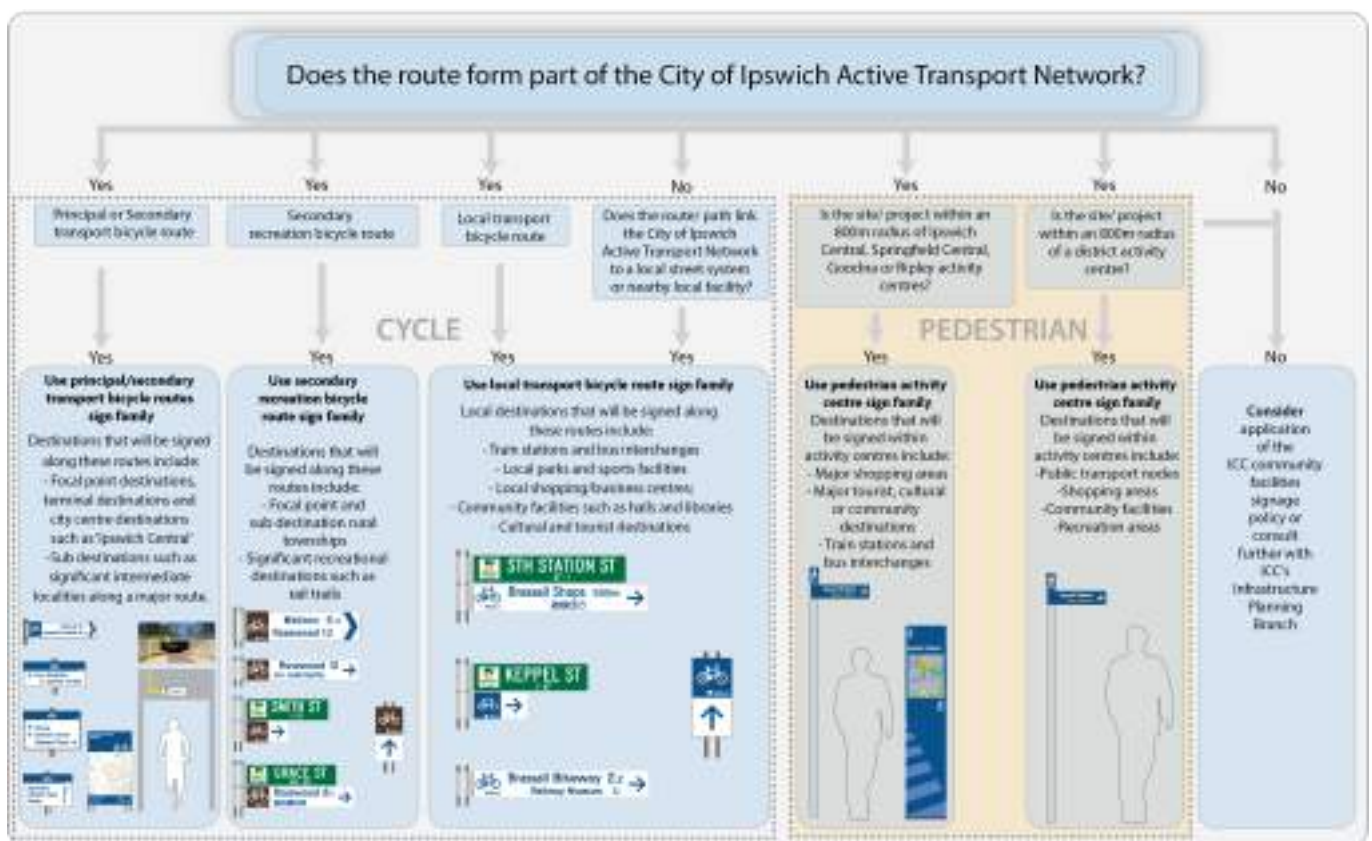 Does the route form part of the City of Ipswich Active Transport Network?
Yes
Yes
Yes
No
Yes
Yes
No
Principal or Secondary
transport bicycle route
Secondary
recreation bicycle route
Local transport
bicycle route
Does the route/ path link
the City of Ipswich
Active Transport Network
to a local street system
or nearby local facility?
Is the site/ project within an
800m radius of Ipswich
Central, Springfield Central,
Goodna or Ripley activity
centres?
Is the site/ project
within an 800m radius
of a district activity
centre?
CYCLE
PEDESTRIAN
Yes
Yes
Yes
Yes
Yes
Yes
No
Use principal/secondary
transport bicycle routes
sign family
Destinations that will be signed
along these routes include:
- Focal point destinations,
terminal destinations and
city centre destinations
such as 'Ipswich Central'
- Sub destinations such as
significant intermediate
localities along a major route.
Use secondary
recreation bicycle
route sign family
Destinations that will
be signed along these
routes include:
- Focal point and
sub destination rural
townships
- Significant recreational
destinations such as
rail trails
Rosewood
SMITH ST
GRACE ST
Rosewood
Use local transport bicycle route sign family
Local destinations that will be signed along
these routes include:
- Train stations and bus interchanges
- Local parks and sports facilities
- Local shopping/business centres;
- Community facilities such as halls and libraries
- Cultural and tourist destinations
STH STATION ST
Brassall Shops
KEPPEL ST
Brassall Bikeway
Railway Museum
Use pedestrian activity
centre sign family
Destinations that will
be signed within
activity centres include:
- Major shopping areas
- Major tourist, cultural
or community
destinations
- Train stations and
bus interchanges
Use pedestrian activity
centre sign family
Destinations that will
be signed within
activity centres include:
- Public transport nodes
- Shopping areas
- Community facilities
- Recreation areas
Consider
application
of the
ICC community
facilities
signage
policy or
consult
further with
ICC's
Infrastructure
Planning
Branch